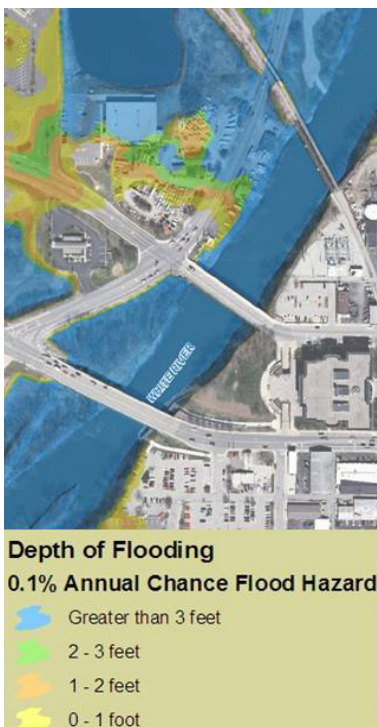 WHITE RIVER
Depth of Flooding
0.1% Annual Chance Flood Hazard
Greater than 3 feet
2 - 3 feet
1 - 2 feet
0 - 1 foot